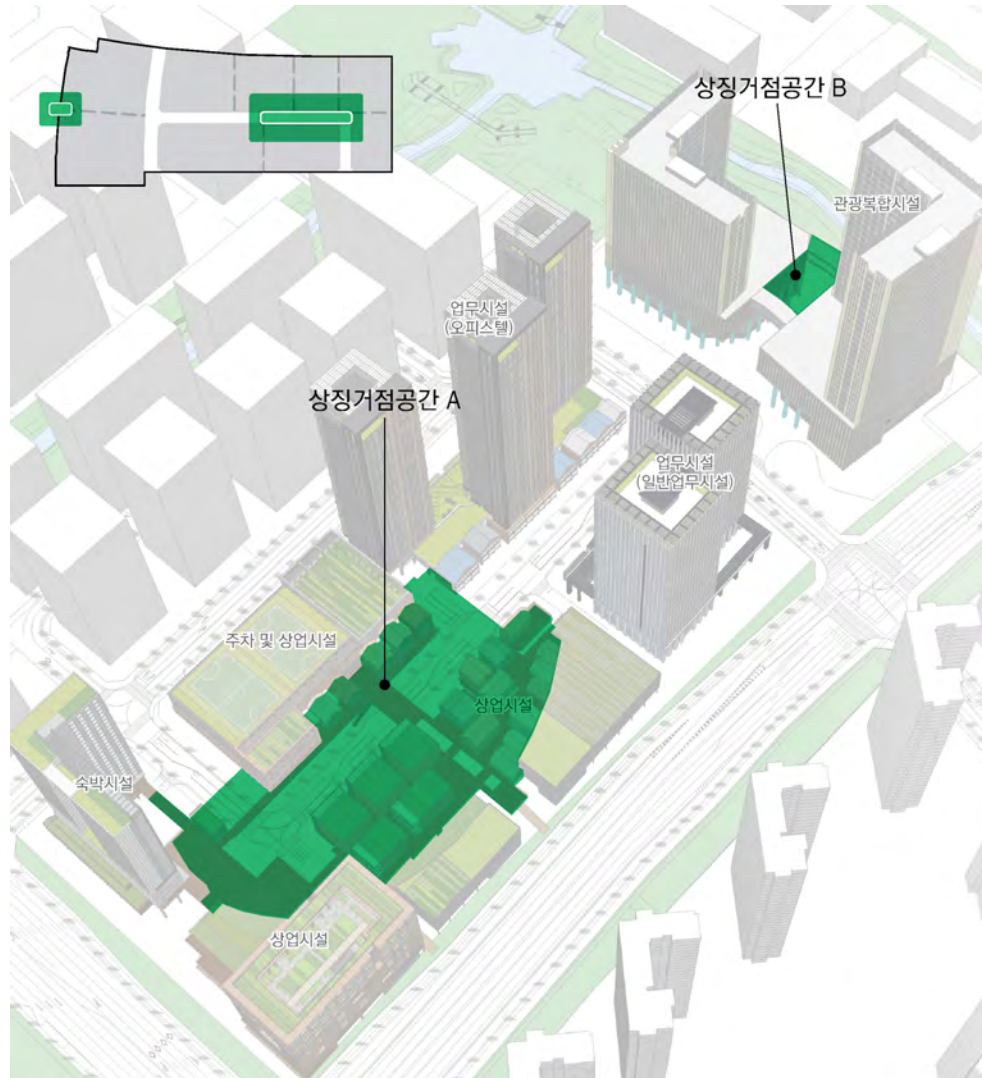 상징거점공간 B
관광복합시설
업무시설
(오피스텔)
상징거점공간 A
업무시설
(일반업무시설)
주차 및 상업시설
상업시설
숙박시설
상업시설